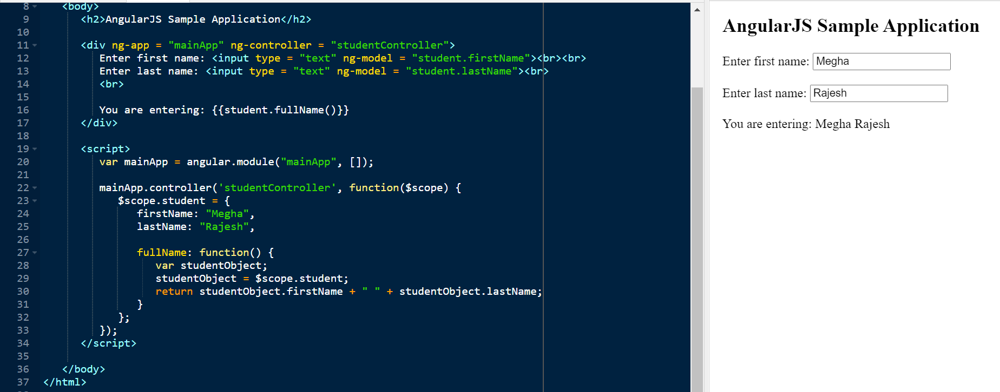 8 <body>
9 <h2>AngularJS Sample Application</h2>
10
11 <div ng-app = "mainApp" ng-controller = "studentController">
12 Enter first name: <input type = "text" ng-model = "student.firstName"><br><br>
13 Enter last name: <input type = "text" ng-model = "student.lastName"><br>
14 <br>
15
16 You are entering: {{student.fullName()}}
17 </div>
18
19 <script>
20 var mainApp = angular.module("mainApp", []);
21
22 mainApp.controller('studentController', function($scope) {
23 $scope.student = {
24 firstName: "Megha",
25 lastName: "Rajesh",
26
27 fullName: function() {
28 var studentObject;
29 studentObject = $scope.student;
30 return studentObject.firstName + " " + studentObject.lastName;
31 }
32 };
33 });
34 </script>
35
36 </body>
37 </html>
AngularJS Sample Application
Enter first name: Megha
Enter last name: Rajesh
You are entering: Megha Rajesh